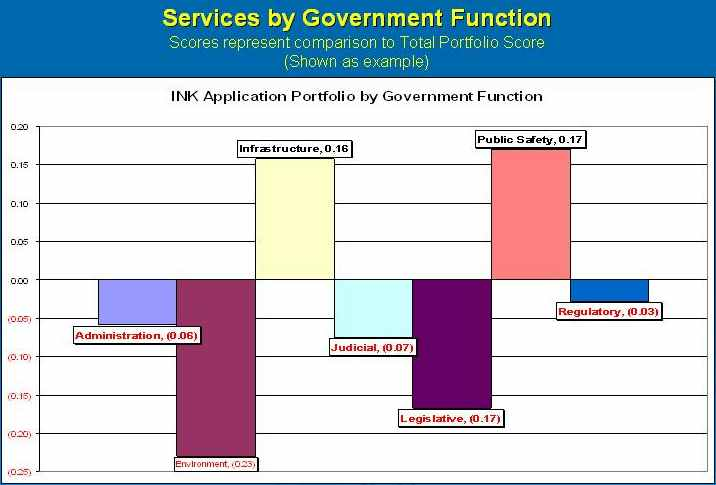 Services by Government Function
Scores represent comparison to Total Portfolio Score
(Shown as example)
INK Application Portfolio by Government Function
0.20
0.15
0.10
0.05
0.00
(0.05)
(0.10)
(0.15)
(0.20)
(0.25)
Infrastructure, 0.16
Public Safety, 0.17
Administration, (0.06)
Regulatory, (0.03)
Judicial, (0.07)
Legislative, (0.17)
Environment, (0.23)